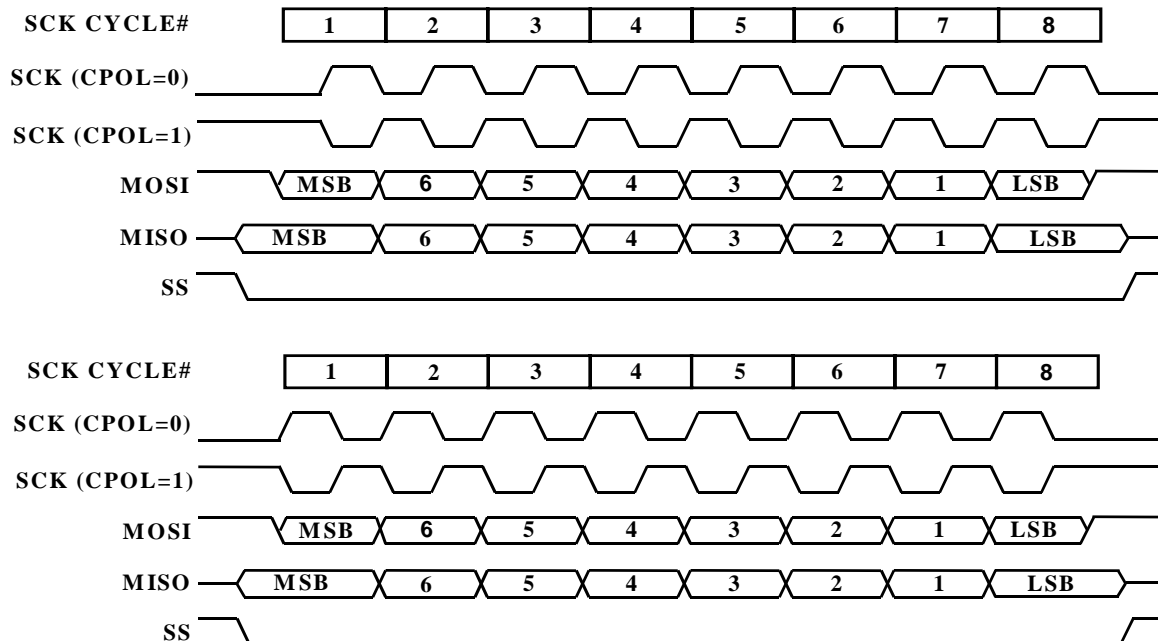 SCK CYCLE# 1 2 3 4 5 6 7 8
SCK (CPOL=0)
SCK (CPOL=1)
MOSI MSB 6 5 4 3 2 1 LSB
MISO MSB 6 5 4 3 2 1 LSB
SS
SCK CYCLE# 1 2 3 4 5 6 7 8
SCK (CPOL=0)
SCK (CPOL=1)
MOSI MSB 6 5 4 3 2 1 LSB
MISO MSB 6 5 4 3 2 1 LSB
SS